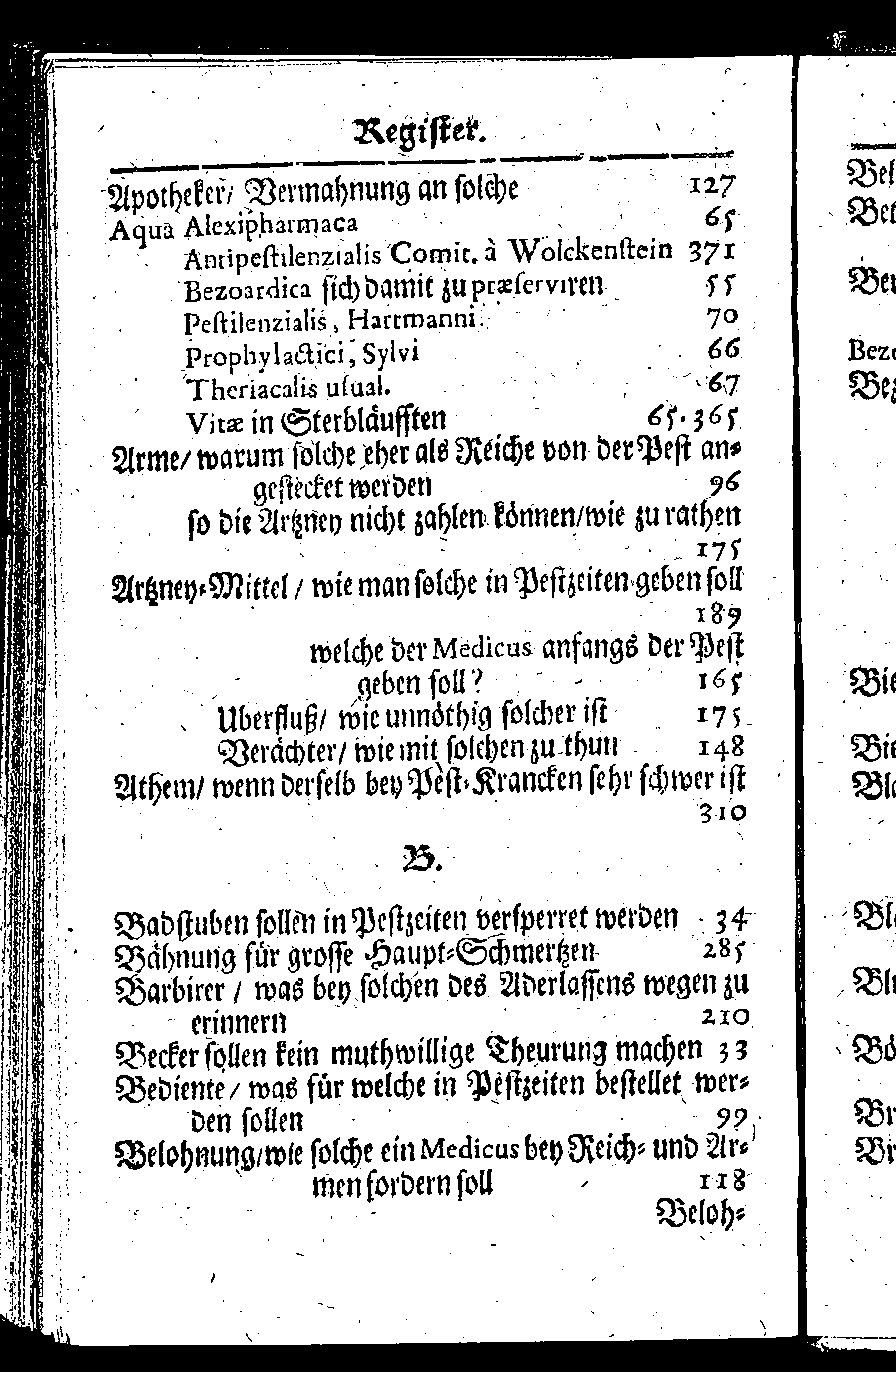 Regiſter.
Apotheker/ Vermahnung an ſolche 127
Aqua Alexipharmaca 65
Antipeſtilenzialis Comit. à Wolckenſtein 371
Bezoardica ſich damit zu præſerviren 55
Peſtilenzialis, Hartmanni. 70
Prophylactici, Sylvi 66
Theriacalis uſual. 67
Vitæ in Sterbläufften 65. 365
Arme/ warum ſolche eher als Reiche von der Peſt an⸗
geſtecket werden 96
ſo die Artzney nicht zahlen können/wie zu rathen
175
Artzney⸗Mittel / wie man ſolche in Peſtzeiten geben ſoll
189
welche der Medicus anfangs der Peſt
geben ſoll? 165
Uberfluß/ wie unnöthig ſolcher iſt 175
Verächter/ wie mit ſolchen zu thun 148
Athem/ wenn derſelb bey Peſt⸗Krancken ſehr ſchwer iſt
310
B.
Badſtuben ſollen in Peſtzeiten verſperret werden 34
Bähnung für groſſe Haupt⸗Schmertzen 285
Barbirer / was bey ſolchen des Aderlaſſens wegen zu
erinnern 210
Becker ſollen kein muthwillige Theurung machen 33
Bediente/ was für welche in Peſtzeiten beſtellet wer⸗
den ſollen 99
Belohnung/wie ſolche ein Medicus bey Reich⸗ und Ar⸗
men fordern ſoll 118
Beloh⸗
Bel
Bet
Bezo
Bie
Bie
Bö
Br
Br